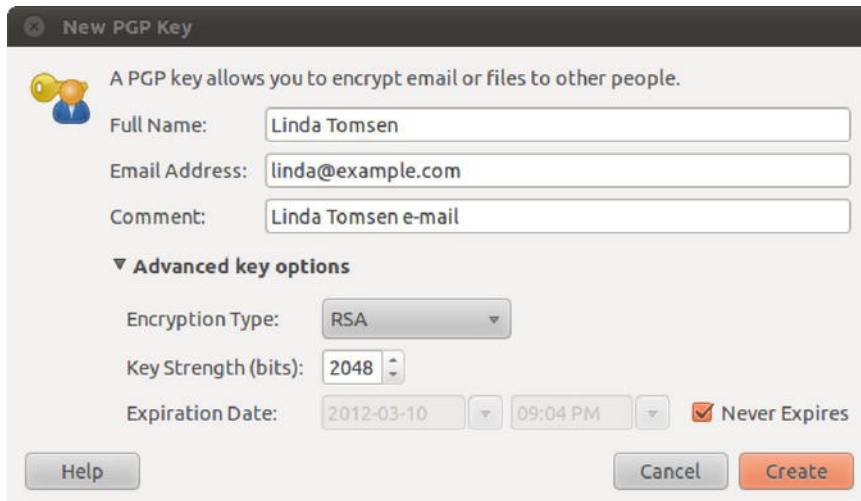 New PGP Key
A PGP key allows you to encrypt email or files to other people.
Full Name: Linda Tomsen
Email Address: linda@example.com
Comment: Linda Tomsen e-mail
Advanced key options
Encryption Type: RSA
Key Strength (bits): 2048
Expiration Date: 2012-03-10 09:04 PM Never Expires
Help Cancel Create